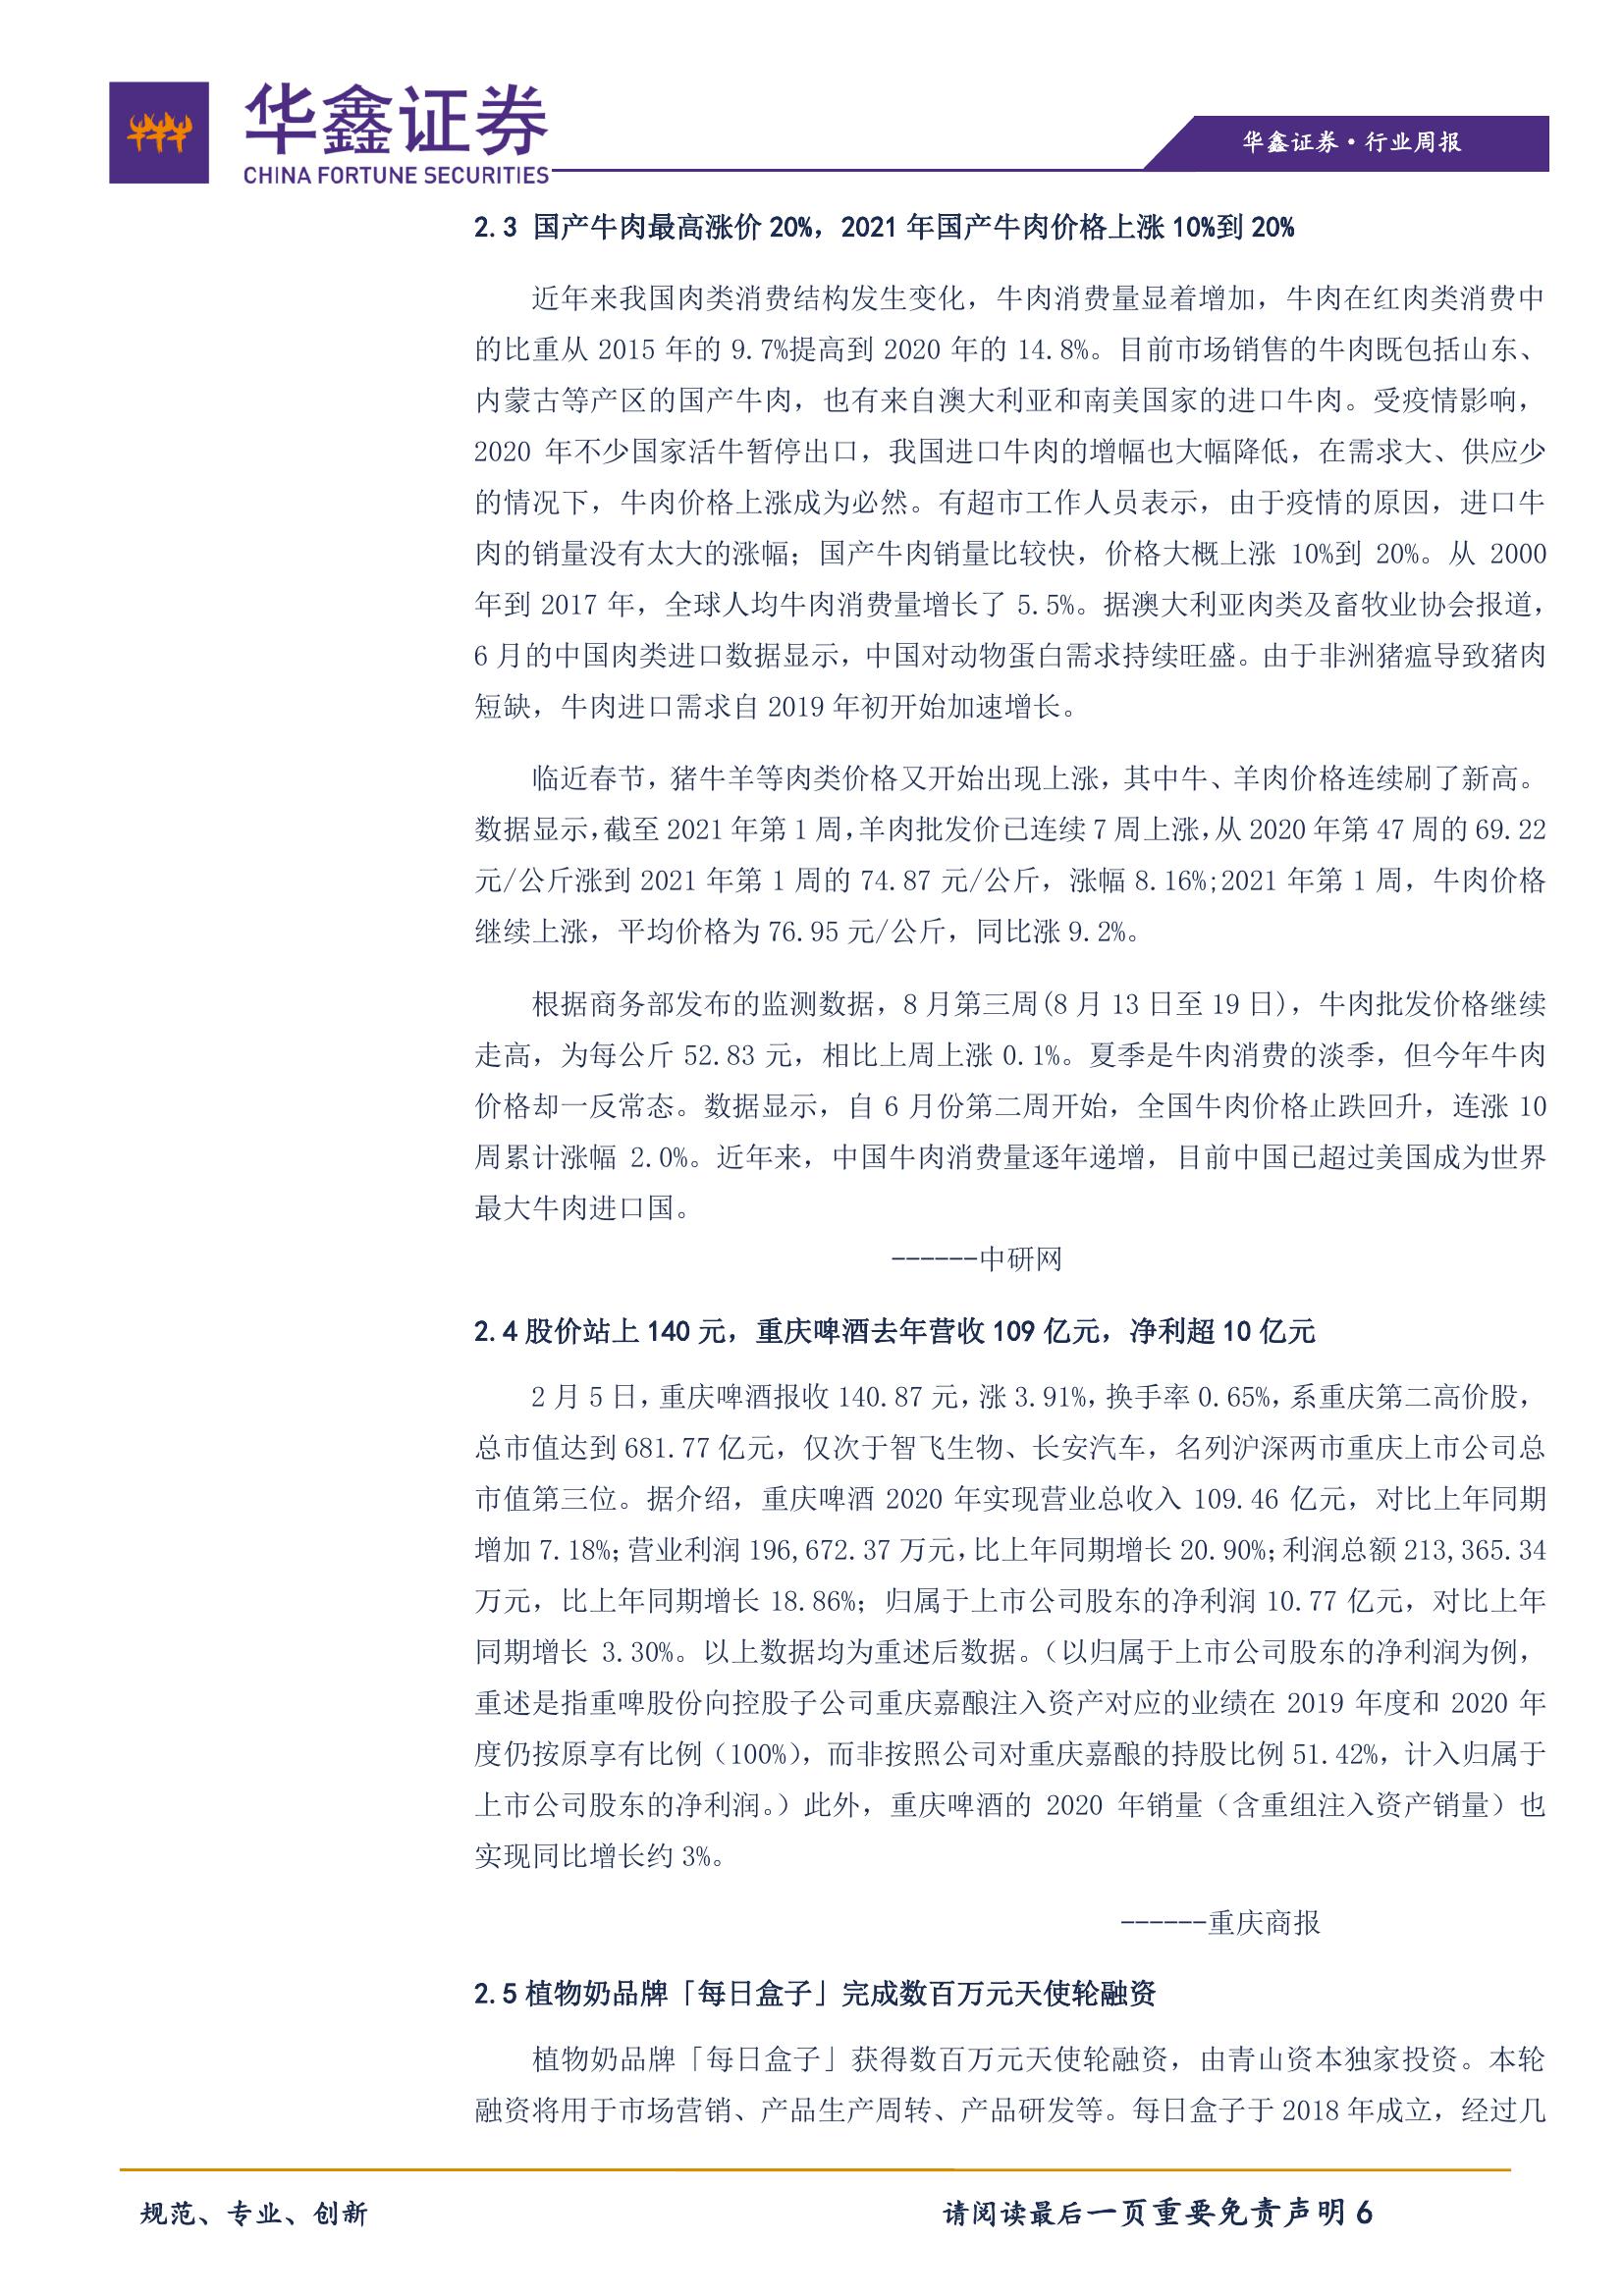 华鑫证券
CHINA FORTUNE SECURITIES
华鑫证券·行业周报
2.3 国产牛肉最高涨价20%，2021年国产牛肉价格上涨10%到20%
近年来我国肉类消费结构发生变化，牛肉消费量显着增加，牛肉在红肉类消费中
的比重从 2015 年的 9.7%提高到 2020 年的 14.8%。目前市场销售的牛肉既包括山东、
内蒙古等产区的国产牛肉，也有来自澳大利亚和南美国家的进口牛肉。受疫情影响，
2020 年不少国家活牛暂停出口，我国进口牛肉的增幅也大幅降低，在需求大、供应少
的情况下，牛肉价格上涨成为必然。有超市工作人员表示，由于疫情的原因，进口牛
肉的销量没有太大的涨幅；国产牛肉销量比较快，价格大概上涨 10%到 20%。从 2000
年到 2017 年，全球人均牛肉消费量增长了 5.5%。据澳大利亚肉类及畜牧业协会报道，
6 月的中国肉类进口数据显示，中国对动物蛋白需求持续旺盛。由于非洲猪瘟导致猪肉
短缺，牛肉进口需求自 2019 年初开始加速增长。
临近春节，猪牛羊等肉类价格又开始出现上涨，其中牛、羊肉价格连续刷了新高。
数据显示，截至 2021 年第 1 周，羊肉批发价已连续 7 周上涨，从 2020 年第 47 周的 69.22
元/公斤涨到 2021 年第 1 周的 74.87 元/公斤，涨幅 8.16%;2021 年第 1 周，牛肉价格
继续上涨，平均价格为 76.95 元/公斤，同比涨 9.2%。
根据商务部发布的监测数据，8 月第三周(8 月 13 日至 19 日)，牛肉批发价格继续
走高，为每公斤 52.83 元，相比上周上涨 0.1%。夏季是牛肉消费的淡季，但今年牛肉
价格却一反常态。数据显示，自 6 月份第二周开始，全国牛肉价格止跌回升，连涨 10
周累计涨幅 2.0%。近年来，中国牛肉消费量逐年递增，目前中国已超过美国成为世界
最大牛肉进口国。
------中研网
2.4 股价站上 140 元，重庆啤酒去年营收 109 亿元，净利超 10 亿元
2 月 5 日，重庆啤酒报收 140.87 元，涨 3.91%，换手率 0.65%，系重庆第二高价股，
总市值达到 681.77 亿元，仅次于智飞生物、长安汽车，名列沪深两市重庆上市公司总
市值第三位。据介绍，重庆啤酒 2020 年实现营业总收入 109.46 亿元，对比上年同期
增加 7.18%；营业利润 196,672.37 万元，比上年同期增长 20.90%；利润总额 213,365.34
万元，比上年同期增长 18.86%；归属于上市公司股东的净利润 10.77 亿元，对比上年
同期增长 3.30%。以上数据均为重述后数据。（以归属于上市公司股东的净利润为例，
重述是指重啤股份向控股子公司重庆嘉酿注入资产对应的业绩在 2019 年度和 2020 年
度仍按原享有比例（100%），而非按照公司对重庆嘉酿的持股比例 51.42%，计入归属于
上市公司股东的净利润。）此外，重庆啤酒的 2020 年销量（含重组注入资产销量）也
实现同比增长约 3%。
------重庆商报
2.5 植物奶品牌「每日盒子」完成数百万元天使轮融资
植物奶品牌「每日盒子」获得数百万元天使轮融资，由青山资本独家投资。本轮
融资将用于市场营销、产品生产周转、产品研发等。每日盒子于 2018 年成立，经过几
规范、专业、创新
请阅读最后一页重要免责声明 6